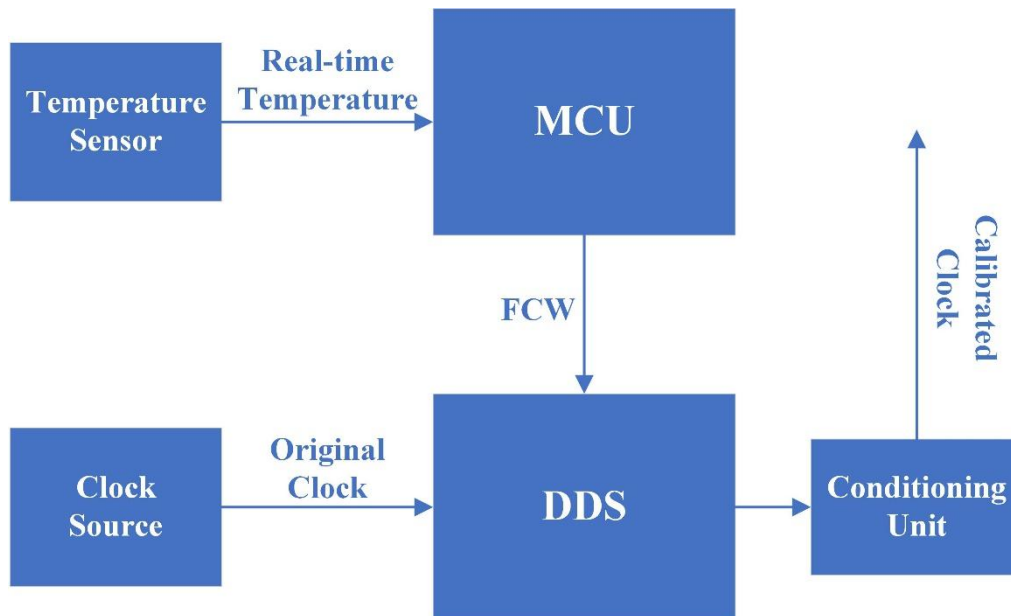 Temperature
Sensor
Real-time
Temperature
MCU
FCW
Clock
Source
Original
Clock
DDS
Conditioning
Unit
Calibrated
Clock